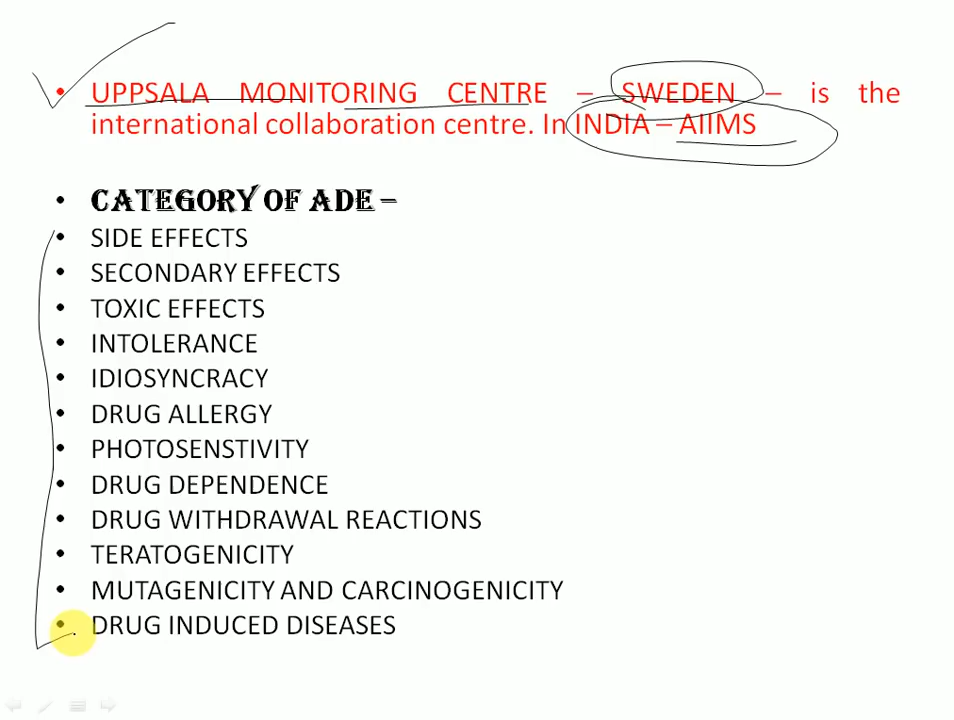 • UPPSALA MONITORING CENTRE – SWEDEN – is the
international collaboration centre. In INDIA – AIIMS
• CATEGORY OF ADE –
• SIDE EFFECTS
• SECONDARY EFFECTS
• TOXIC EFFECTS
• INTOLERANCE
• IDIOSYNCRACY
• DRUG ALLERGY
• PHOTOSENSTIVITY
• DRUG DEPENDENCE
• DRUG WITHDRAWAL REACTIONS
• TERATOGENICITY
• MUTAGENICITY AND CARCINOGENICITY
• DRUG INDUCED DISEASES